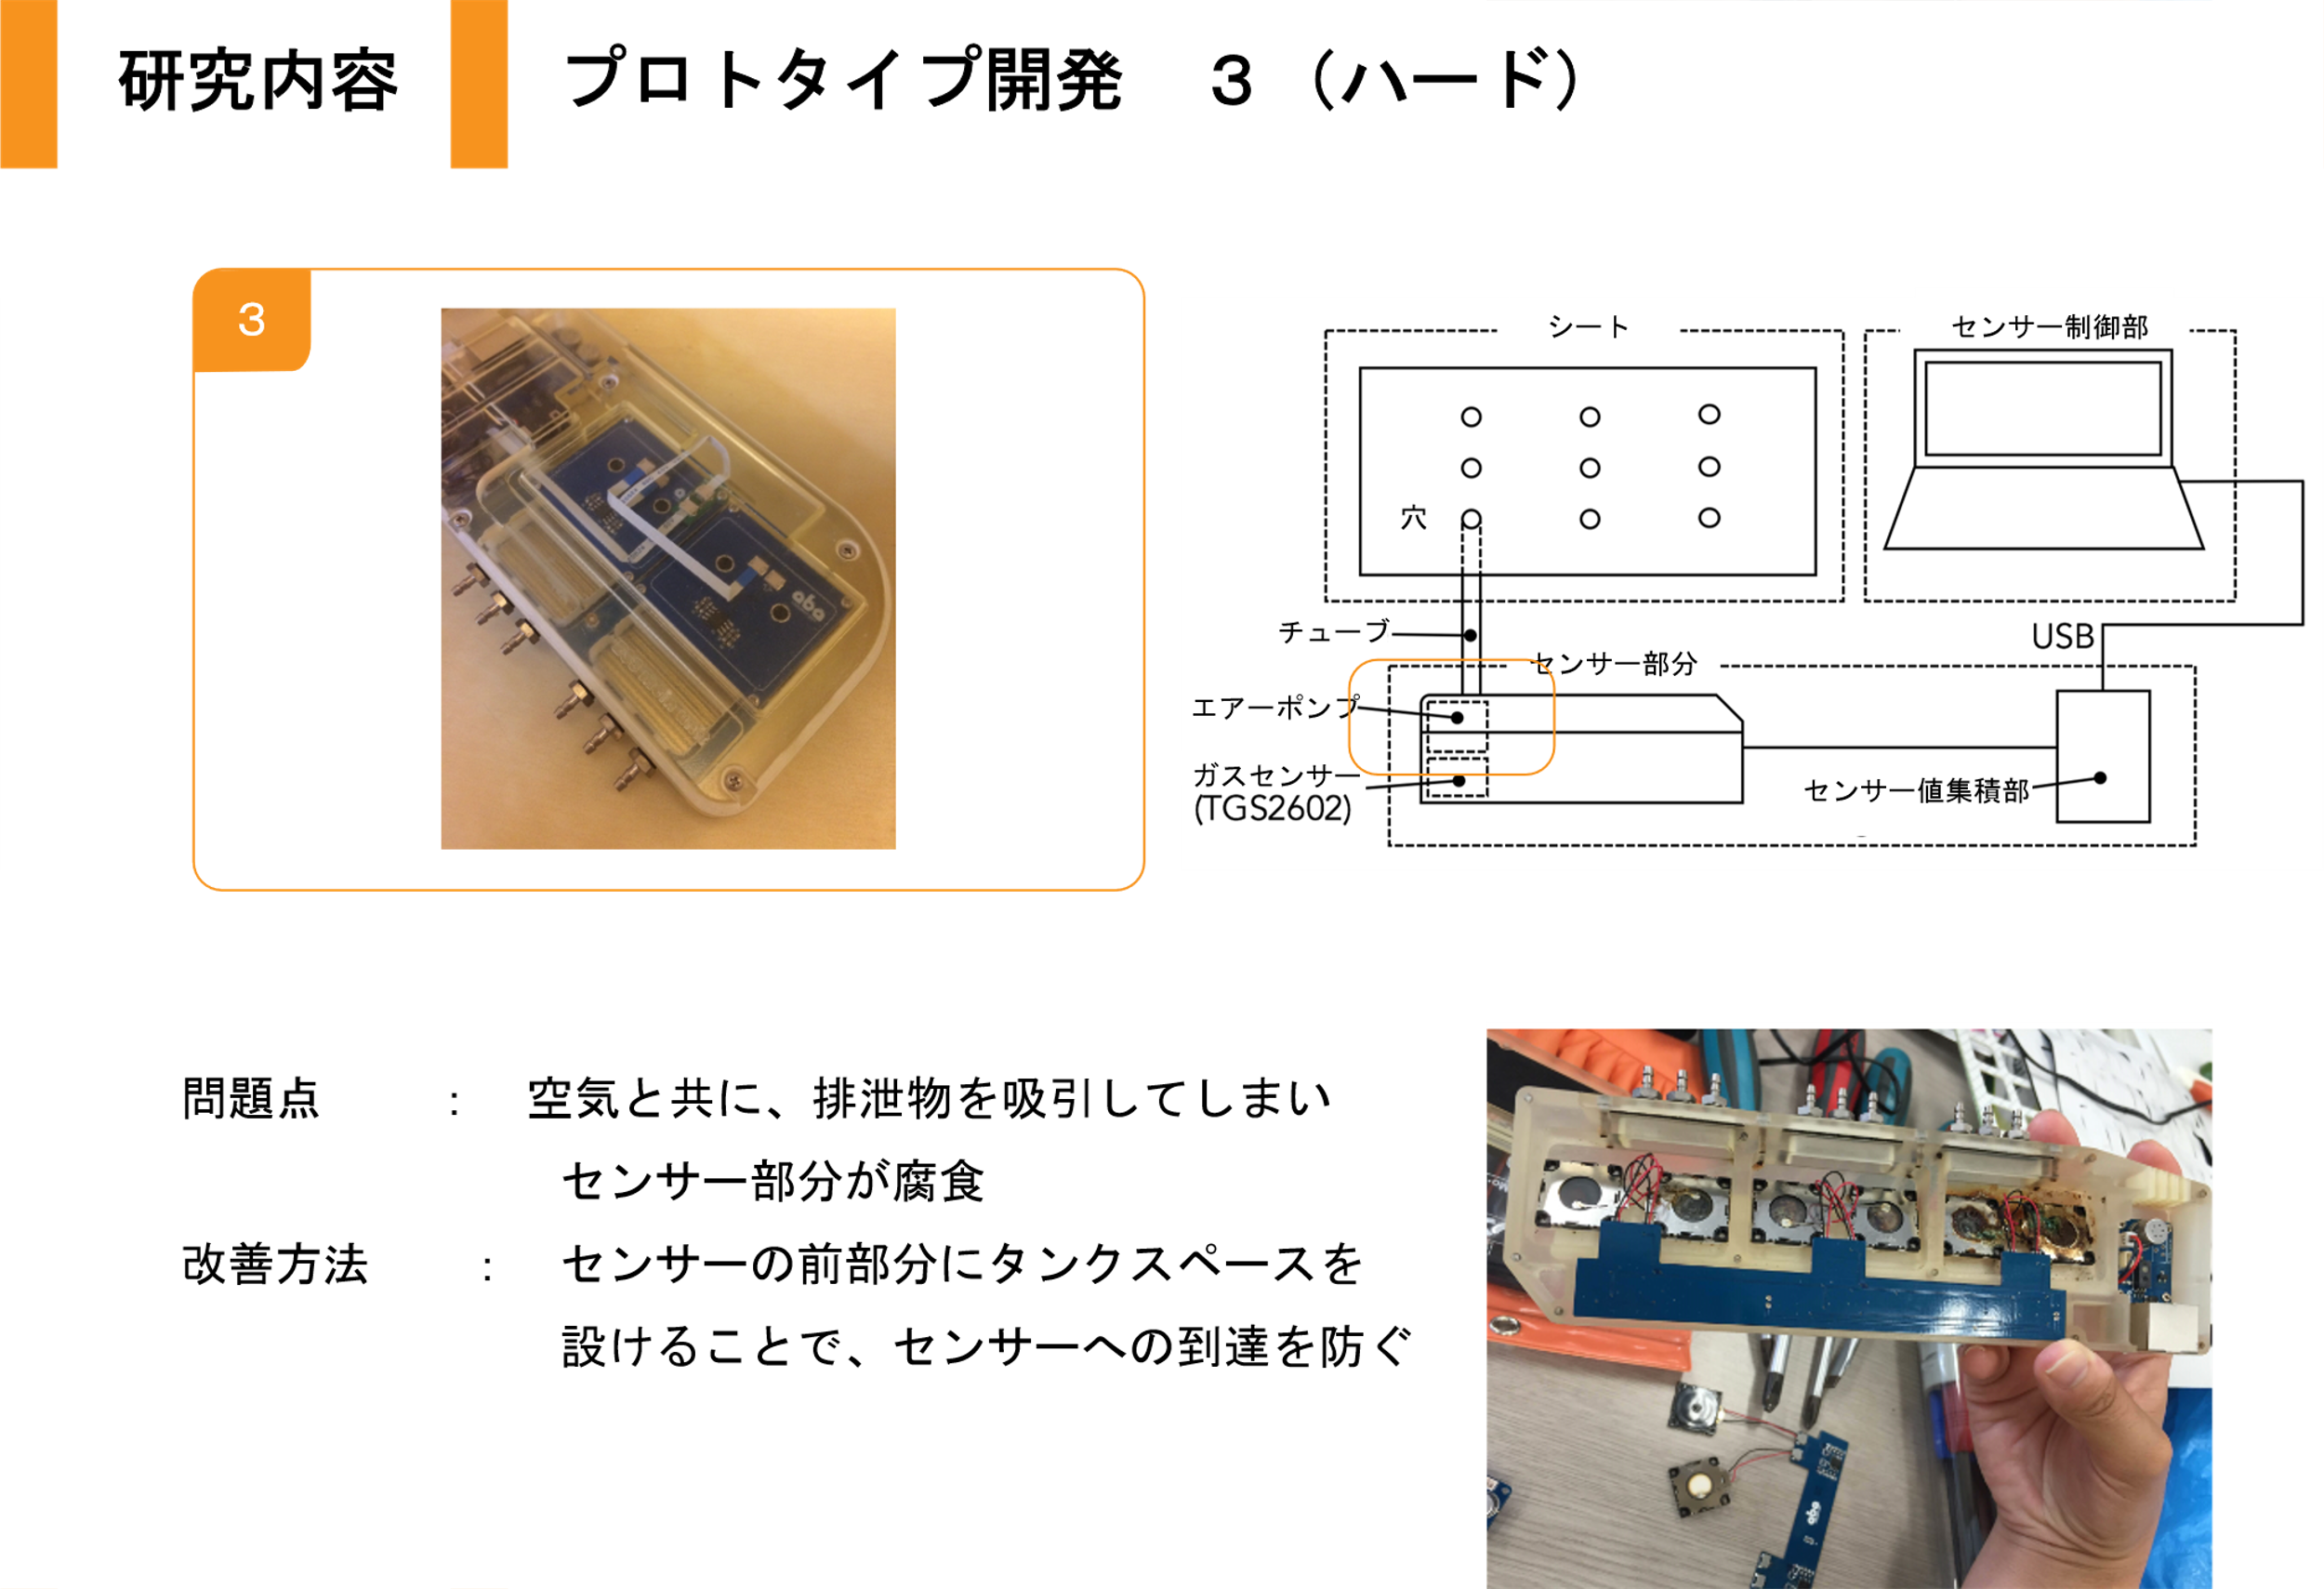 研究内容
プロトタイプ開発　３（ハード）
3
シート
センサー制御部
穴
チューブ
USB
センサー部分
エアーポンプ
ガスセンサー
(TGS2602)
センサー値集積部
問題点　：　空気と共に、排泄物を吸引してしまい
センサー部分が腐食
改善方法　：　センサーの前部分にタンクスペースを
設けることで、センサーへの到達を防ぐ
abo